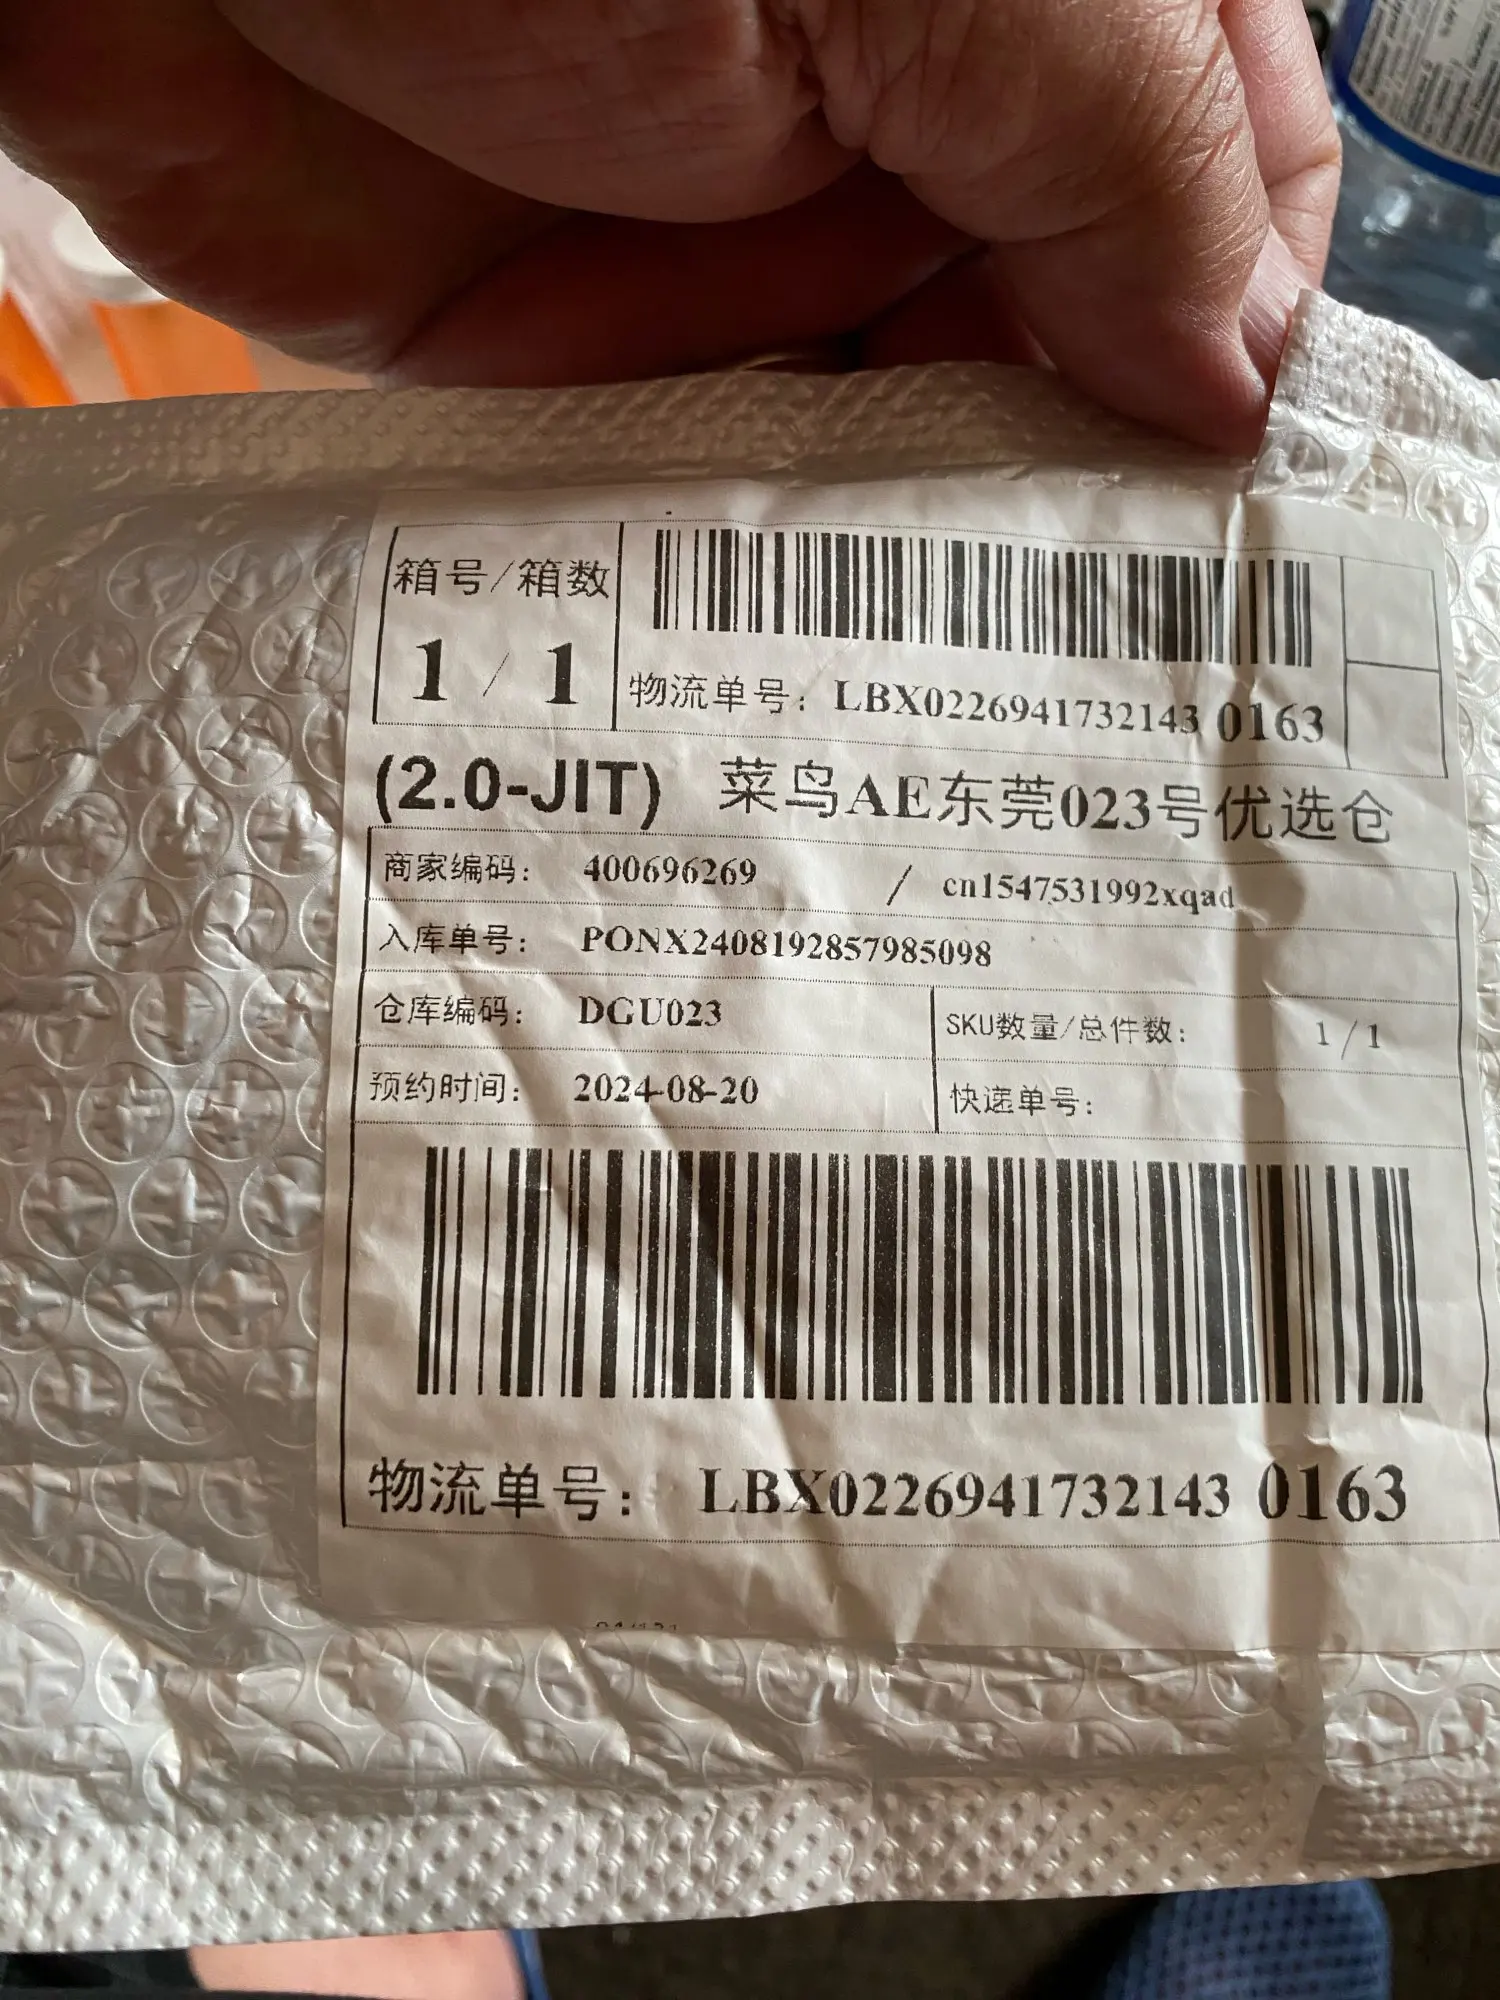 箱号/箱数
1 / 1
物流单号: LBX0226941732143 0163
(2.0-JIT) 菜鸟AE东莞023号优选仓
商家编码: 400696269 / cn1547531992xqad
入库单号: PONX2408192857985098
仓库编码: DGU023
SKU数量/总件数: 1/1
预约时间: 2024-08-20
快递单号:
物流单号: LBX0226941732143 0163